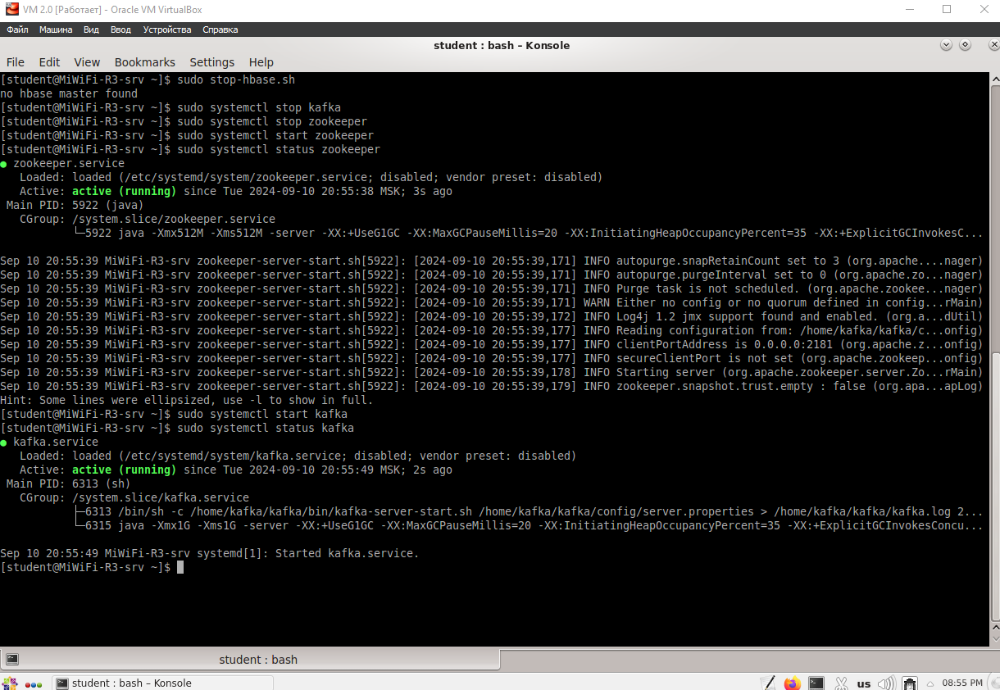 VM 2.0 [Работает] - Oracle VM VirtualBox
Файл Машина Вид Ввод Устройства Справка
student : bash – Konsole
File Edit View Bookmarks Settings Help
[student@MiWiFi-R3-srv ~]$ sudo stop-hbase.sh
no hbase master found
[student@MiWiFi-R3-srv ~]$ sudo systemctl stop kafka
[student@MiWiFi-R3-srv ~]$ sudo systemctl stop zookeeper
[student@MiWiFi-R3-srv ~]$ sudo systemctl start zookeeper
[student@MiWiFi-R3-srv ~]$ sudo systemctl status zookeeper
● zookeeper.service
Loaded: loaded (/etc/systemd/system/zookeeper.service; disabled; vendor preset: disabled)
Active: active (running) since Tue 2024-09-10 20:55:38 MSK; 3s ago
Main PID: 5922 (java)
CGroup: /system.slice/zookeeper.service
└─5922 java -Xmx512M -Xms512M -server -XX:+UseG1GC -XX:MaxGCPauseMillis=20 -XX:InitiatingHeapOccupancyPercent=35 -XX:+ExplicitGCInvokesC...
Sep 10 20:55:39 MiWiFi-R3-srv zookeeper-server-start.sh[5922]: [2024-09-10 20:55:39,171] INFO autopurge.snapRetainCount set to 3 (org.apache....nager)
Sep 10 20:55:39 MiWiFi-R3-srv zookeeper-server-start.sh[5922]: [2024-09-10 20:55:39,171] INFO autopurge.purgeInterval set to 0 (org.apache.zo...nager)
Sep 10 20:55:39 MiWiFi-R3-srv zookeeper-server-start.sh[5922]: [2024-09-10 20:55:39,171] INFO Purge task is not scheduled. (org.apache.zookee...nager)
Sep 10 20:55:39 MiWiFi-R3-srv zookeeper-server-start.sh[5922]: [2024-09-10 20:55:39,171] WARN Either no config or no quorum defined in config...rMain)
Sep 10 20:55:39 MiWiFi-R3-srv zookeeper-server-start.sh[5922]: [2024-09-10 20:55:39,172] INFO Log4j 1.2 jmx support found and enabled. (org.a...dUtil)
Sep 10 20:55:39 MiWiFi-R3-srv zookeeper-server-start.sh[5922]: [2024-09-10 20:55:39,177] INFO Reading configuration from: /home/kafka/kafka/c...onfig)
Sep 10 20:55:39 MiWiFi-R3-srv zookeeper-server-start.sh[5922]: [2024-09-10 20:55:39,177] INFO clientPortAddress is 0.0.0.0:2181 (org.apache.z...onfig)
Sep 10 20:55:39 MiWiFi-R3-srv zookeeper-server-start.sh[5922]: [2024-09-10 20:55:39,177] INFO secureClientPort is not set (org.apache.zookeep...onfig)
Sep 10 20:55:39 MiWiFi-R3-srv zookeeper-server-start.sh[5922]: [2024-09-10 20:55:39,178] INFO Starting server (org.apache.zookeeper.server.Zo...rMain)
Sep 10 20:55:39 MiWiFi-R3-srv zookeeper-server-start.sh[5922]: [2024-09-10 20:55:39,179] INFO zookeeper.snapshot.trust.empty : false (org.apa...apLog)
Hint: Some lines were ellipsized, use -l to show in full.
[student@MiWiFi-R3-srv ~]$ sudo systemctl start kafka
[student@MiWiFi-R3-srv ~]$ sudo systemctl status kafka
● kafka.service
Loaded: loaded (/etc/systemd/system/kafka.service; disabled; vendor preset: disabled)
Active: active (running) since Tue 2024-09-10 20:55:49 MSK; 2s ago
Main PID: 6313 (sh)
CGroup: /system.slice/kafka.service
├─6313 /bin/sh -c /home/kafka/kafka/bin/kafka-server-start.sh /home/kafka/kafka/config/server.properties > /home/kafka/kafka/kafka.log 2...
└─6315 java -Xmx1G -Xms1G -server -XX:+UseG1GC -XX:MaxGCPauseMillis=20 -XX:InitiatingHeapOccupancyPercent=35 -XX:+ExplicitGCInvokesConcu...
Sep 10 20:55:49 MiWiFi-R3-srv systemd[1]: Started kafka.service.
[student@MiWiFi-R3-srv ~]$
student : bash
student : bash – Konsole us 08:55 PM